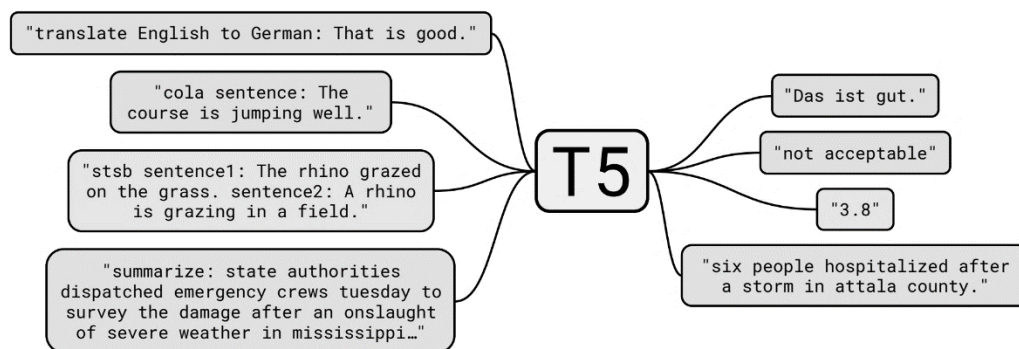 "translate English to German: That is good."
"cola sentence: The
course is jumping well."
"stsb sentence1: The rhino grazed
on the grass. sentence2: A rhino
is grazing in a field."
"summarize: state authorities
dispatched emergency crews tuesday to
survey the damage after an onslaught
of severe weather in mississippi…"
T5
"Das ist gut."
"not acceptable"
"3.8"
"six people hospitalized after
a storm in attala county."